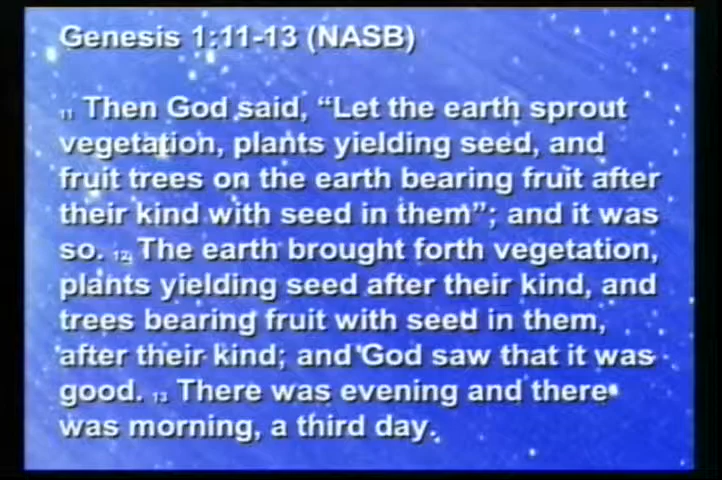 Genesis 1:11-13 (NASB)
11 Then God said, “Let the earth sprout
vegetation, plants yielding seed, and
fruit trees on the earth bearing fruit after
their kind with seed in them”; and it was
so. 12 The earth brought forth vegetation,
plants yielding seed after their kind, and
trees bearing fruit with seed in them,
after their kind; and God saw that it was
good. 13 There was evening and there
was morning, a third day.